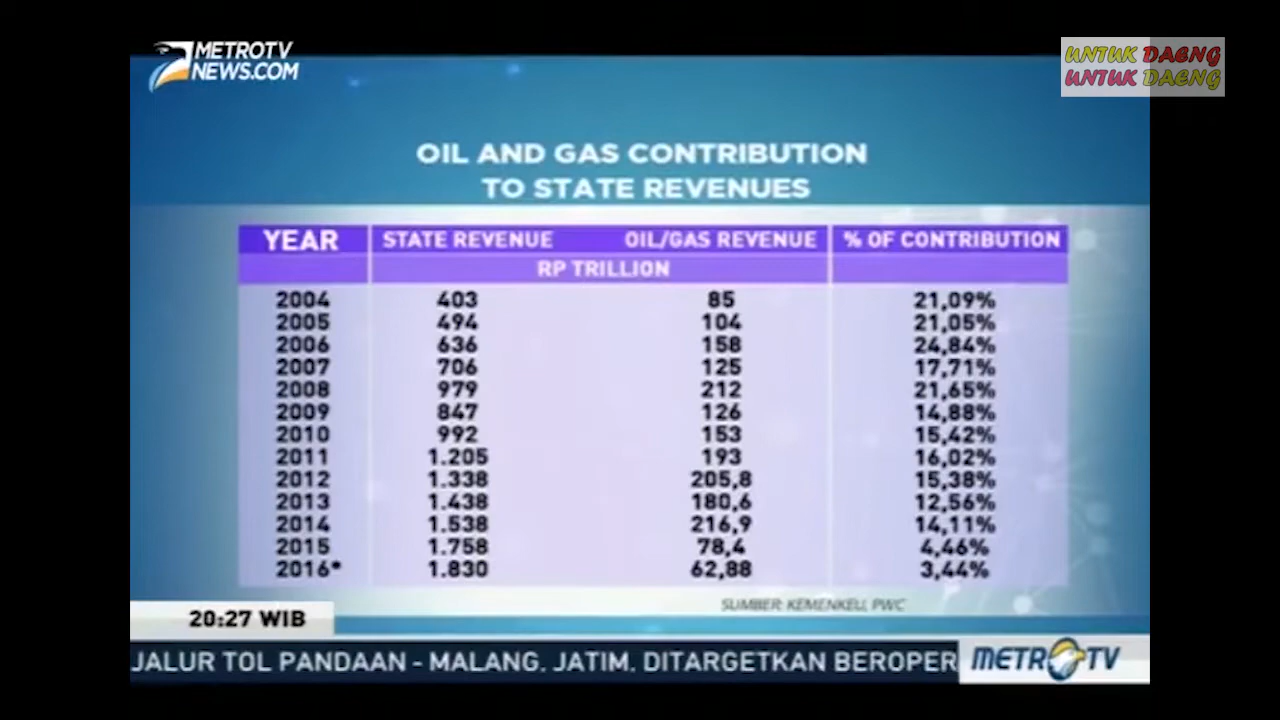 METROTV
NEWS.COM
UNTUK DAENG
UNTUK DAENG
OIL AND GAS CONTRIBUTION
TO STATE REVENUES
YEAR STATE REVENUE OIL/GAS REVENUE % OF CONTRIBUTION
RP TRILLION
2004 403 85 21,09%
2005 494 104 21,05%
2006 636 158 24,84%
2007 706 125 17,71%
2008 979 212 21,65%
2009 847 126 14,88%
2010 992 153 15,42%
2011 1.205 193 16,02%
2012 1.338 205,8 15,38%
2013 1.438 180,6 12,56%
2014 1.538 216,9 14,11%
2015 1.758 78,4 4,46%
2016* 1.830 62,88 3,44%
SUMBER: KEMENKEU, PWC
20:27 WIB
JALUR TOL PANDAAN - MALANG, JATIM, DITARGETKAN BEROPER
METRO TV